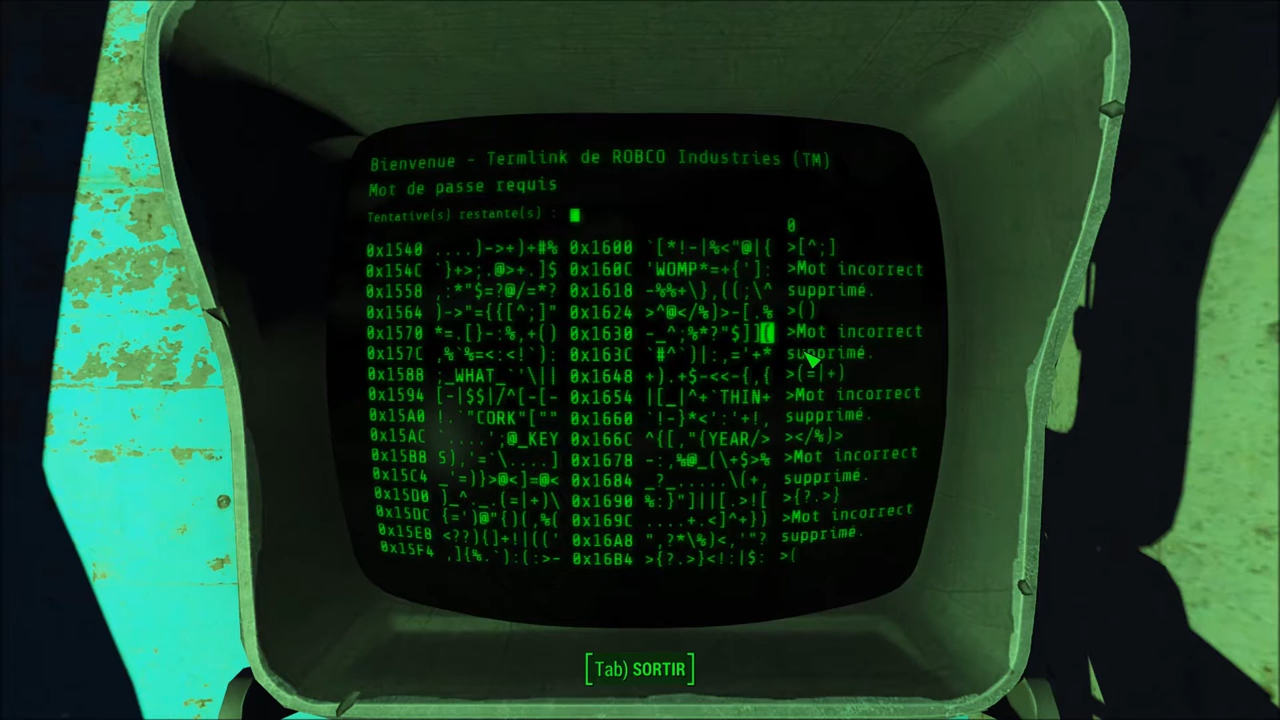 Bienvenue - Termlink de ROBCO Industries (TM)
Mot de passe requis
Tentative(s) restante(s) : ■
0
0x1540 ....)->+)+#% 0x1600 `[*!-|%<"@|{ >[^;]
0x154C `}+>;.@>+.]$ 0x160C 'WOMP*=+{']: >Mot incorrect
0x1558 ,:*"$=?@/=*? 0x1618 -%%+\},((;\^ supprimé.
0x1564 )->"={{[^;]" 0x1624 >^@</%)>-[.% >()
0x1570 *=.[}-:%,+() 0x1630 -_^;%*?"$]]{ >Mot incorrect
0x157C ,%`%=<:<!`): 0x163C `#^`)|:,='+* supprimé.
0x1588 ;_WHAT_`'\|| 0x1648 +).+$-<<-{,{ >(=|+)
0x1594 [-|$$|/^[-[- 0x1654 |[_|^+`THIN+ >Mot incorrect
0x15A0 !.`"CORK"[""  0x1660 `!-}*<':'+!, supprimé.
0x15AC `.....';@_KEY 0x166C ^{[,"{YEAR/> ></%)>
0x15B8 S),'=`\....] 0x1678 -:,%@_(\+$>% >Mot incorrect
0x15C4 _'=)}>@<]=@< 0x1684 _?_.....\(+, supprimé.
0x15D0 )_^._.(=|+)\ 0x1690 %:}"]||[.>![ >{?.>}
0x15DC {=')@"{)(,%( 0x169C ....+.<]^+}) >Mot incorrect
0x15E8 <??){]+!|((' 0x16A8 ",?*\%)<,'"? supprimé.
0x15F4 ,]{%.`):(:>- 0x16B4 >{?.>}<!:|$: >(
[Tab) SORTIR]